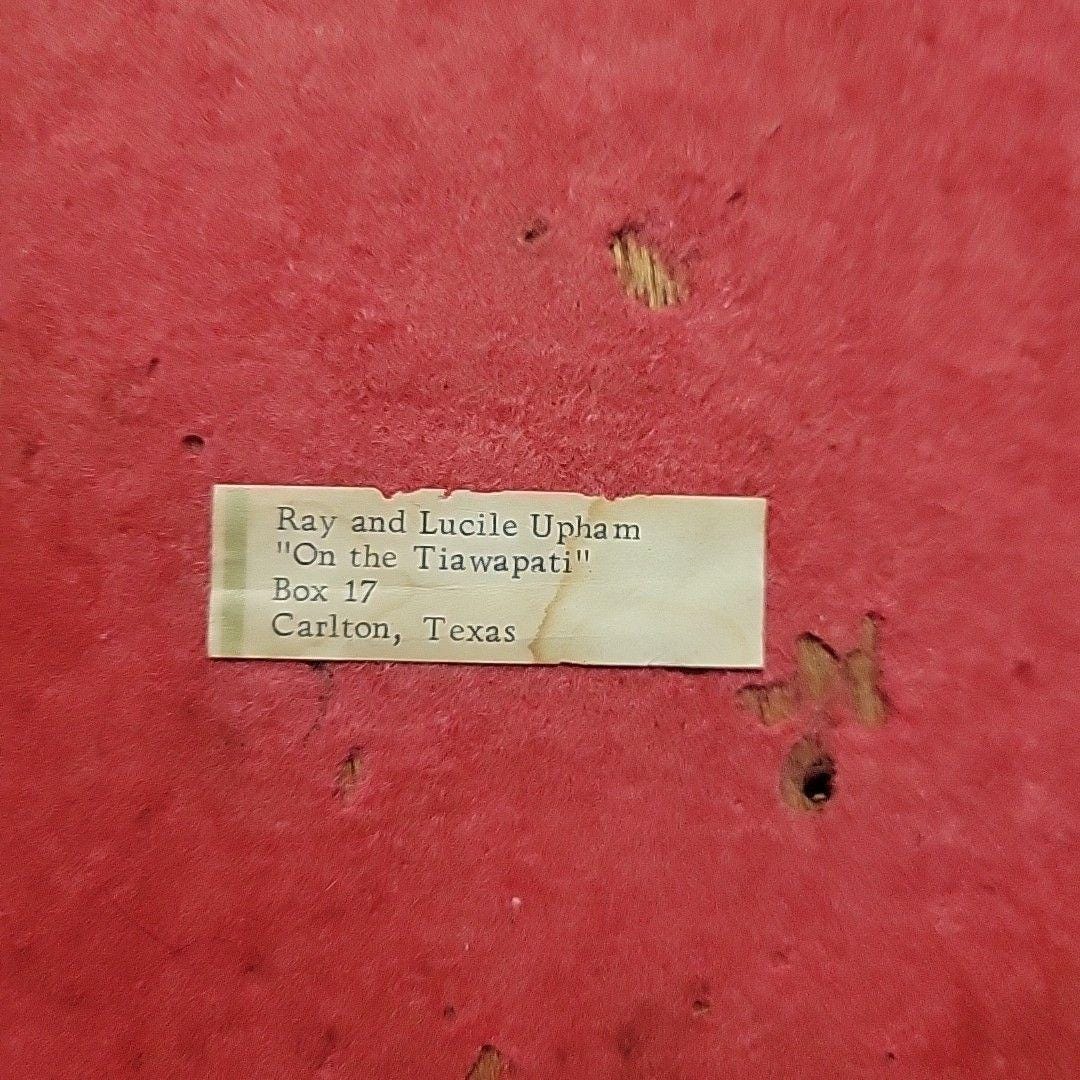 Ray and Lucile Upham
"On the Tiawapati"
Box 17
Carlton, Texas